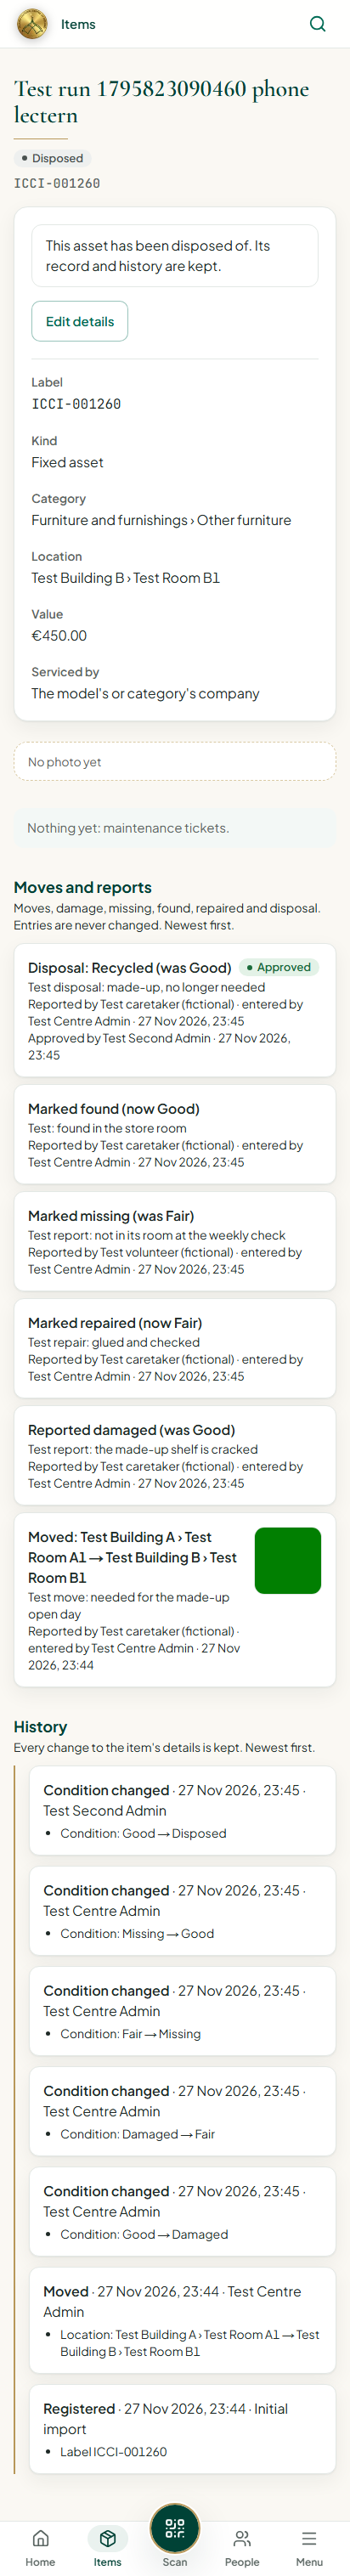 Items
Test run 1795823090460 phone
lectern
Disposed
ICCI-001260
This asset has been disposed of. Its
record and history are kept.
Edit details
Label
ICCI-001260
Kind
Fixed asset
Category
Furniture and furnishings › Other furniture
Location
Test Building B › Test Room B1
Value
€450.00
Serviced by
The model's or category's company
No photo yet
Nothing yet: maintenance tickets.
Moves and reports
Moves, damage, missing, found, repaired and disposal.
Entries are never changed. Newest first.
Disposal: Recycled (was Good)
Approved
Test disposal: made-up, no longer needed
Reported by Test caretaker (fictional) · entered by
Test Centre Admin · 27 Nov 2026, 23:45
Approved by Test Second Admin · 27 Nov 2026,
23:45
Marked found (now Good)
Test: found in the store room
Reported by Test caretaker (fictional) · entered by
Test Centre Admin · 27 Nov 2026, 23:45
Marked missing (was Fair)
Test report: not in its room at the weekly check
Reported by Test volunteer (fictional) · entered by
Test Centre Admin · 27 Nov 2026, 23:45
Marked repaired (now Fair)
Test repair: glued and checked
Reported by Test caretaker (fictional) · entered by
Test Centre Admin · 27 Nov 2026, 23:45
Reported damaged (was Good)
Test report: the made-up shelf is cracked
Reported by Test caretaker (fictional) · entered by
Test Centre Admin · 27 Nov 2026, 23:45
Moved: Test Building A › Test
Room A1 → Test Building B › Test
Room B1
Test move: needed for the made-up
open day
Reported by Test caretaker (fictional) ·
entered by Test Centre Admin · 27 Nov
2026, 23:44
History
Every change to the item's details is kept. Newest first.
Condition changed · 27 Nov 2026, 23:45 ·
Test Second Admin
• Condition: Good → Disposed
Condition changed · 27 Nov 2026, 23:45 ·
Test Centre Admin
• Condition: Missing → Good
Condition changed · 27 Nov 2026, 23:45 ·
Test Centre Admin
• Condition: Fair → Missing
Condition changed · 27 Nov 2026, 23:45 ·
Test Centre Admin
• Condition: Damaged → Fair
Condition changed · 27 Nov 2026, 23:45 ·
Test Centre Admin
• Condition: Good → Damaged
Moved · 27 Nov 2026, 23:44 · Test Centre
Admin
• Location: Test Building A › Test Room A1 → Test
Building B › Test Room B1
Registered · 27 Nov 2026, 23:44 · Initial
import
• Label ICCI-001260
Home
Items
Scan
People
Menu